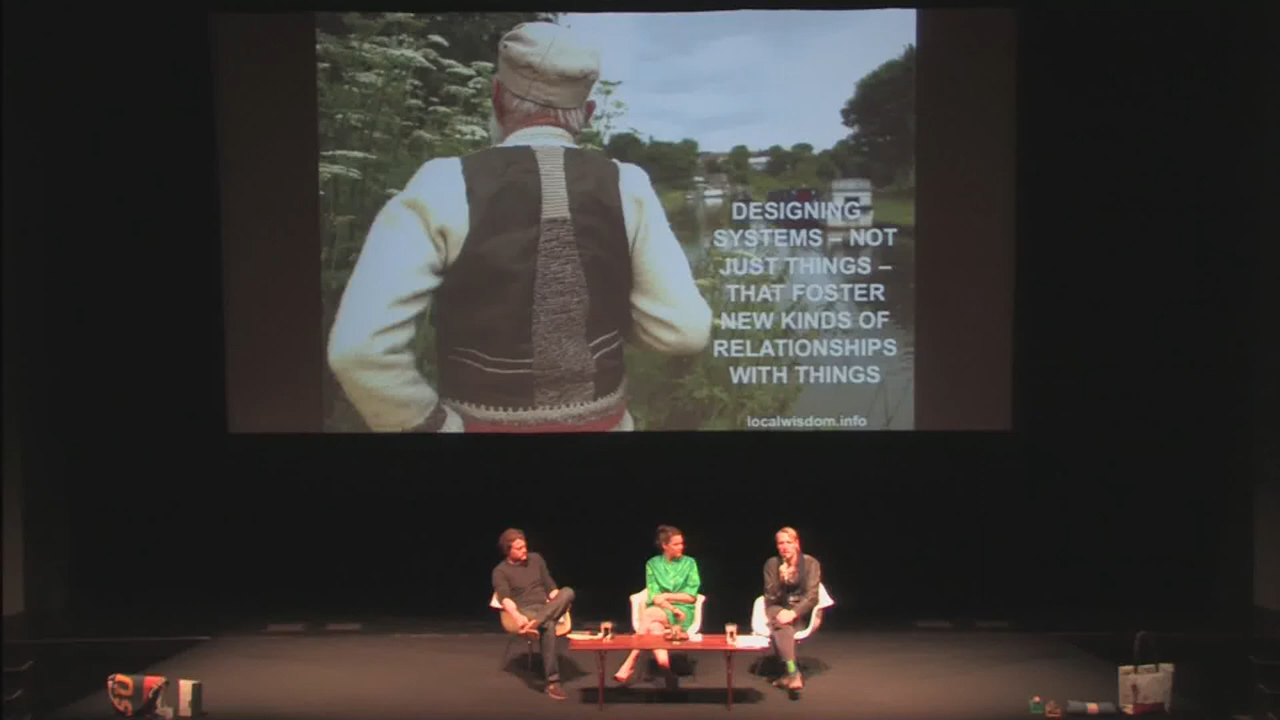 DESIGNING
SYSTEMS – NOT
JUST THINGS –
THAT FOSTER
NEW KINDS OF
RELATIONSHIPS
WITH THINGS
localwisdom.info